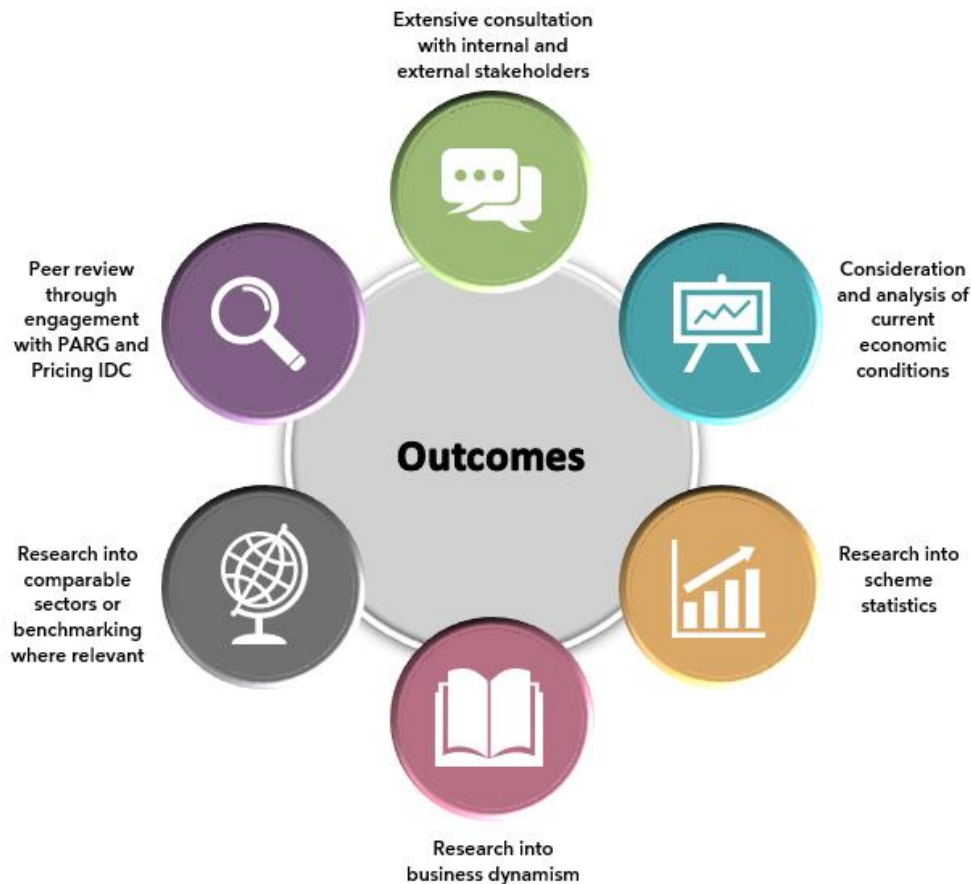 Extensive consultation
with internal and
external stakeholders
Peer review
through
engagement
with PARG and
Pricing IDC
Consideration
and analysis of
current
economic
conditions
Outcomes
Research into
comparable
sectors or
benchmarking
where relevant
Research into
scheme
statistics
Research into
business dynamism